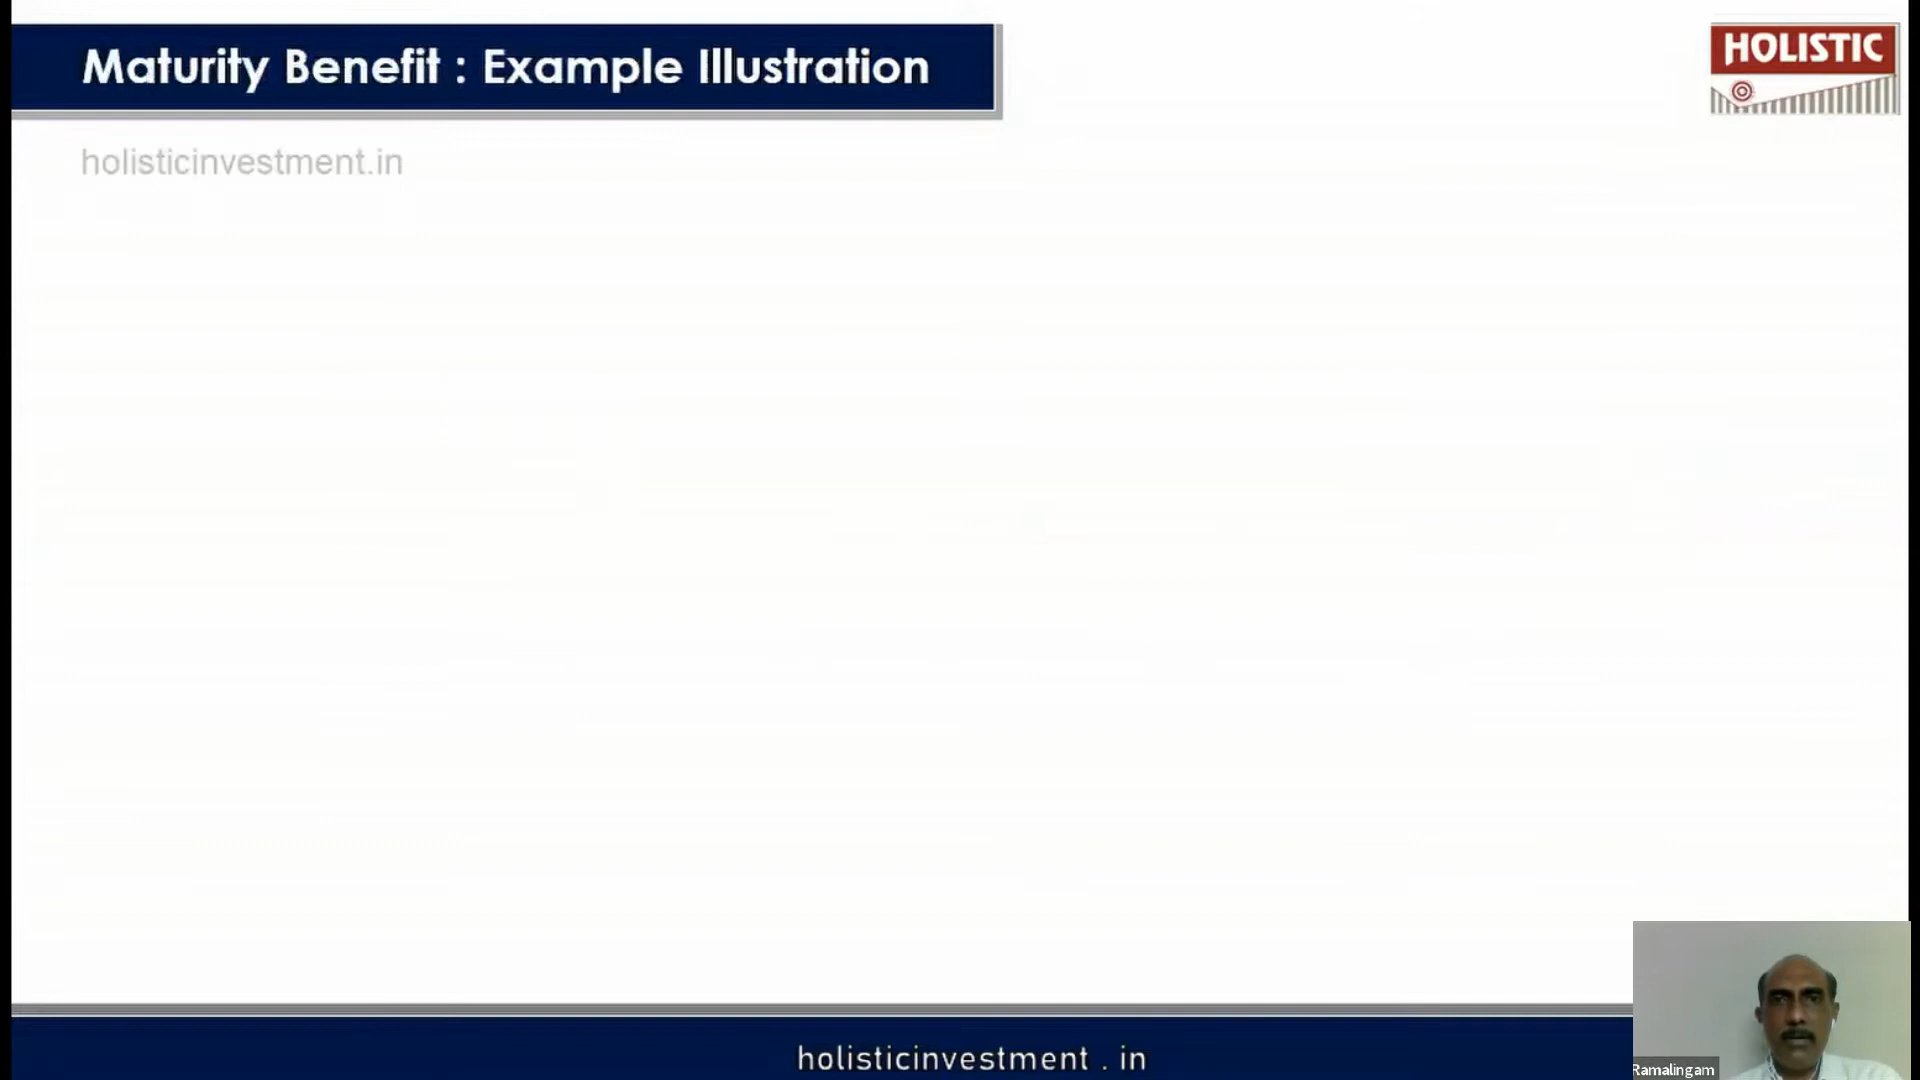 Maturity Benefit : Example Illustration
HOLISTIC
holisticinvestment.in
holisticinvestment . in
Ramalingam